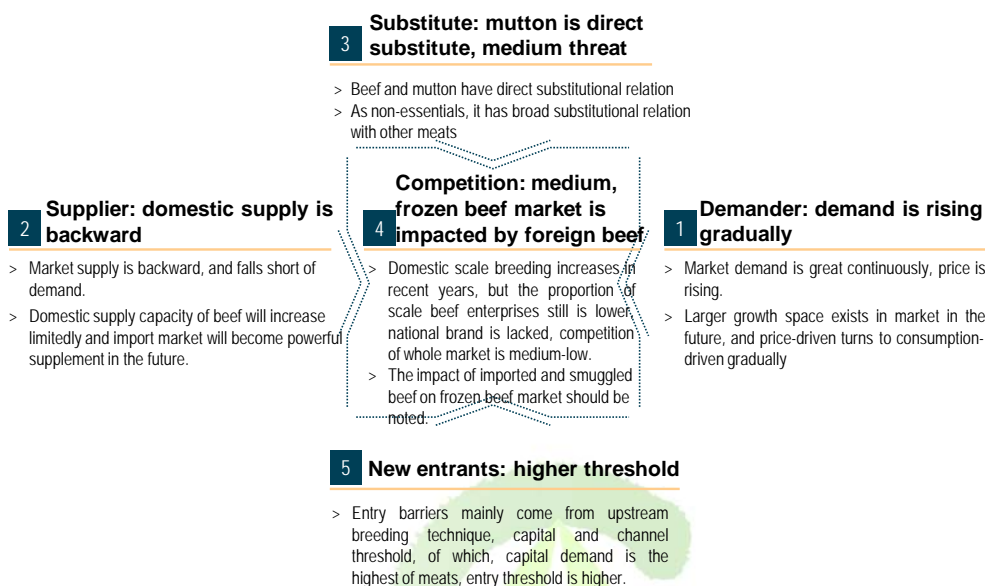 3
Substitute: mutton is direct
substitute, medium threat
> Beef and mutton have direct substitutional relation
> As non-essentials, it has broad substitutional relation
with other meats
2
Supplier: domestic supply is
backward
> Market supply is backward, and falls short of
demand.
> Domestic supply capacity of beef will increase
limitedly and import market will become powerful
supplement in the future.
4
Competition: medium,
frozen beef market is
impacted by foreign beef
> Domestic scale breeding increases in
recent years, but the proportion of
scale beef enterprises still is lower,
national brand is lacked, competition
of whole market is medium-low.
> The impact of imported and smuggled
beef on frozen beef market should be
noted.
1
Demander: demand is rising
gradually
> Market demand is great continuously, price is
rising.
> Larger growth space exists in market in the
future, and price-driven turns to consumption-
driven gradually
5
New entrants: higher threshold
> Entry barriers mainly come from upstream
breeding technique, capital and channel
threshold, of which, capital demand is the
highest of meats, entry threshold is higher.